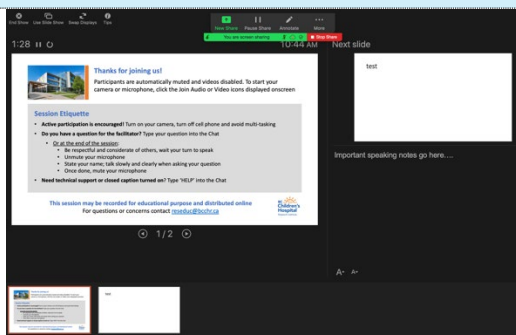 End Show
Use Slide Show
Swap Displays
Tips
New Share
Pause Share
Annotate
More
You are screen sharing
Stop Share
1:28
10:44 AM
Next slide
Thanks for joining us!
Participants are automatically muted and videos disabled. To start your
camera or microphone, click the Join Audio or Video icons displayed onscreen
Session Etiquette
• Active participation is encouraged! Turn on your camera, turn off cell phone and avoid multi-tasking
• Do you have a question for the facilitator? Type your question into the Chat
• Or at the end of the session:
• Be respectful and considerate of others, wait your turn to speak
• Unmute your microphone
• State your name; talk slowly and clearly when asking your question
• Once done, mute your microphone
• Need technical support or closed caption turned on? Type 'HELP' into the Chat
This session may be recorded for educational purpose and distributed online
For questions or concerns contact reveduc@bcchr.ca
BC
Children's
Hospital
test
Important speaking notes go here....
1/2
A+ A-